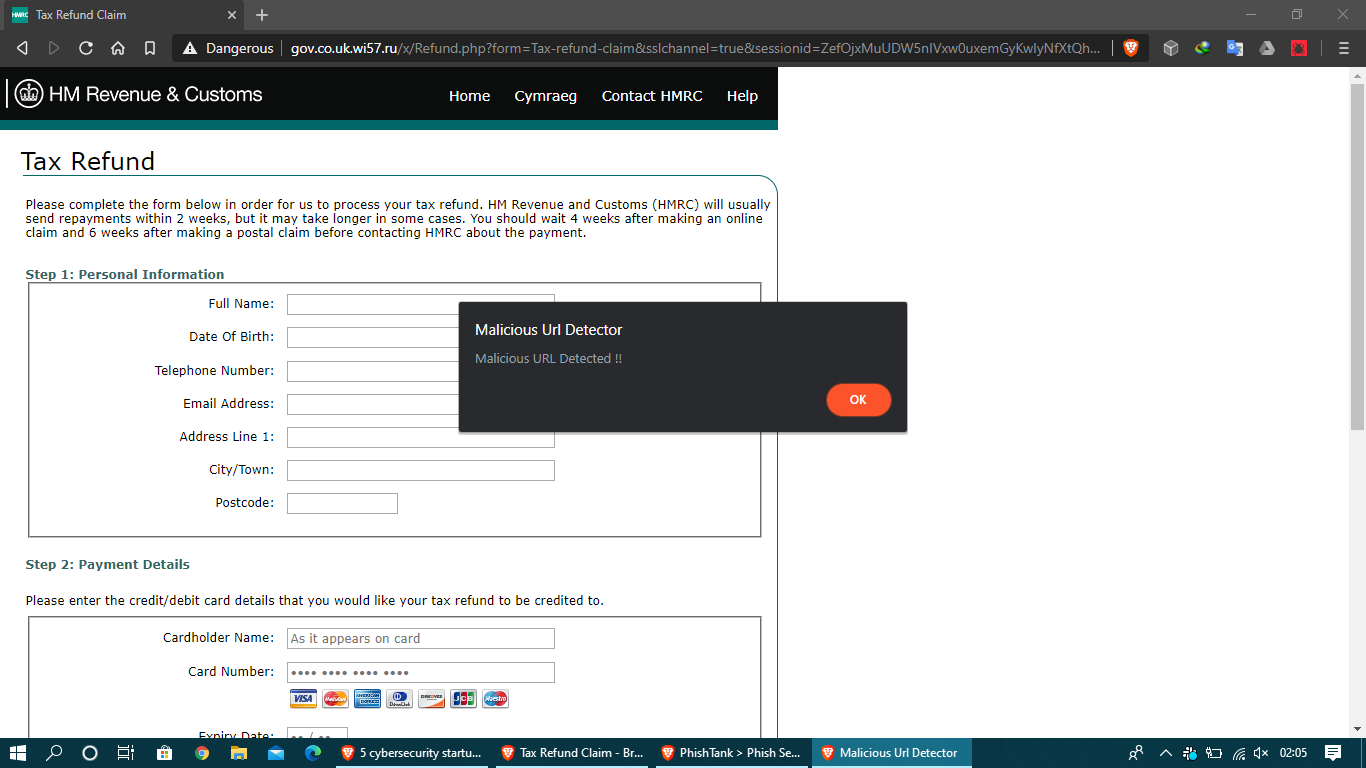 HMRC Tax Refund Claim
Dangerous gov.co.uk.wi57.ru/x/Refund.php?form=Tax-refund-claim&sslchannel=true&sessionid=ZefOjxMuUDW5nIVxw0uxemGyKwlyNfXtQh...
HM Revenue & Customs Home Cymraeg Contact HMRC Help
Tax Refund
Please complete the form below in order for us to process your tax refund. HM Revenue and Customs (HMRC) will usually
send repayments within 2 weeks, but it may take longer in some cases. You should wait 4 weeks after making an online
claim and 6 weeks after making a postal claim before contacting HMRC about the payment.
Step 1: Personal Information
Full Name:
Date Of Birth:
Telephone Number:
Email Address:
Address Line 1:
City/Town:
Postcode:
Malicious Url Detector
Malicious URL Detected !!
OK
Step 2: Payment Details
Please enter the credit/debit card details that you would like your tax refund to be credited to.
Cardholder Name: As it appears on card
Card Number: •••• •••• •••• ••••
VISA MasterCard AMERICAN EXPRESS Diners Club DISCOVER JCB Maestro
Expiry Date: •• / ••
5 cybersecurity startu... Tax Refund Claim - Br... PhishTank > Phish Se... Malicious Url Detector 02:05